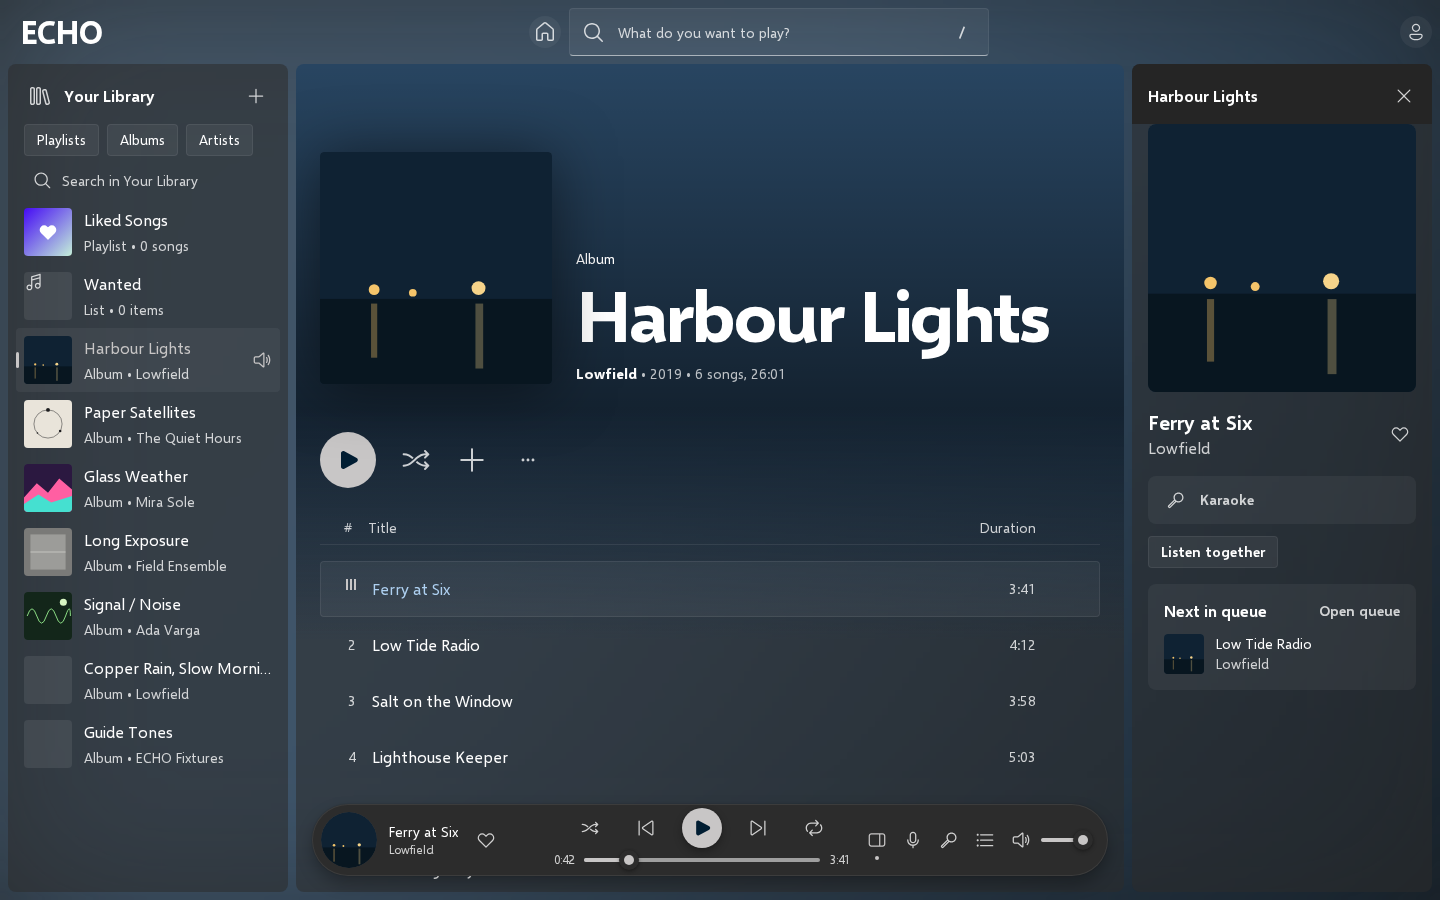 ECHO
What do you want to play?
/
Your Library
Playlists
Albums
Artists
Search in Your Library
Liked Songs
Playlist • 0 songs
Wanted
List • 0 items
Harbour Lights
Album • Lowfield
Paper Satellites
Album • The Quiet Hours
Glass Weather
Album • Mira Sole
Long Exposure
Album • Field Ensemble
Signal / Noise
Album • Ada Varga
Copper Rain, Slow Morni...
Album • Lowfield
Guide Tones
Album • ECHO Fixtures
Album
Harbour Lights
Lowfield • 2019 • 6 songs, 26:01
# Title Duration
Ferry at Six 3:41
2 Low Tide Radio 4:12
3 Salt on the Window 3:58
4 Lighthouse Keeper 5:03
Harbour Lights
Ferry at Six
Lowfield
Karaoke
Listen together
Next in queue Open queue
Low Tide Radio
Lowfield
Ferry at Six
Lowfield
0:42
3:41